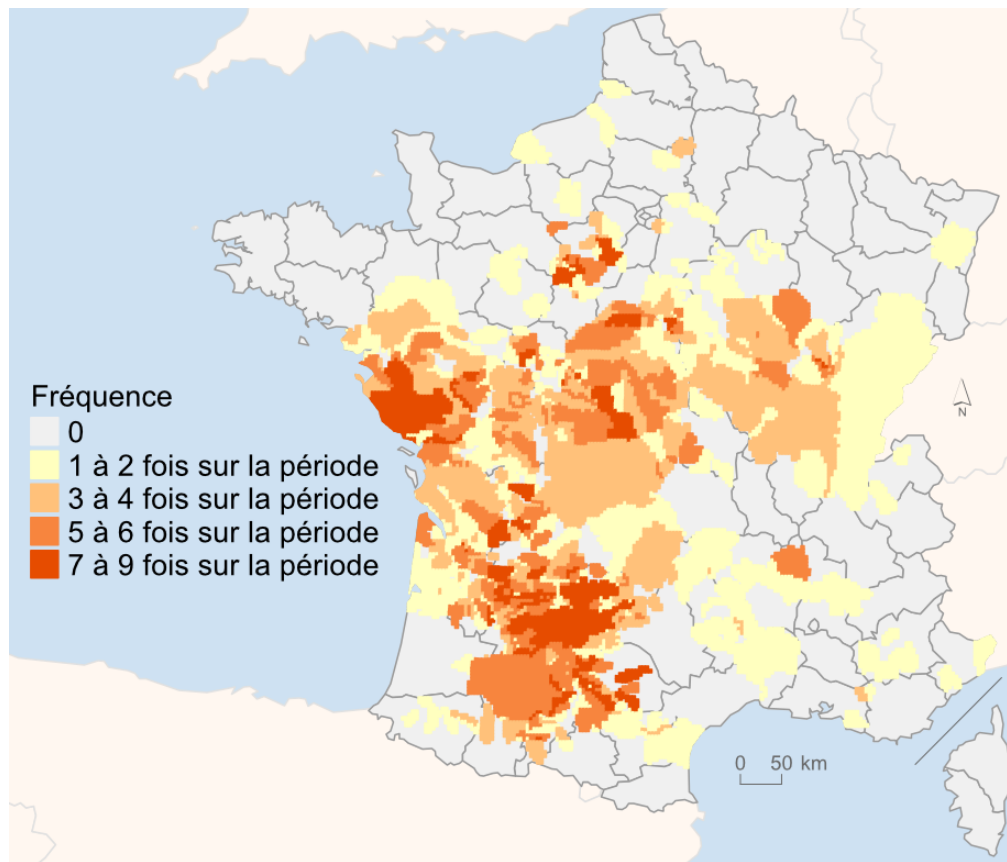 Fréquence
0
1 à 2 fois sur la période
3 à 4 fois sur la période
5 à 6 fois sur la période
7 à 9 fois sur la période
N
0 50 km